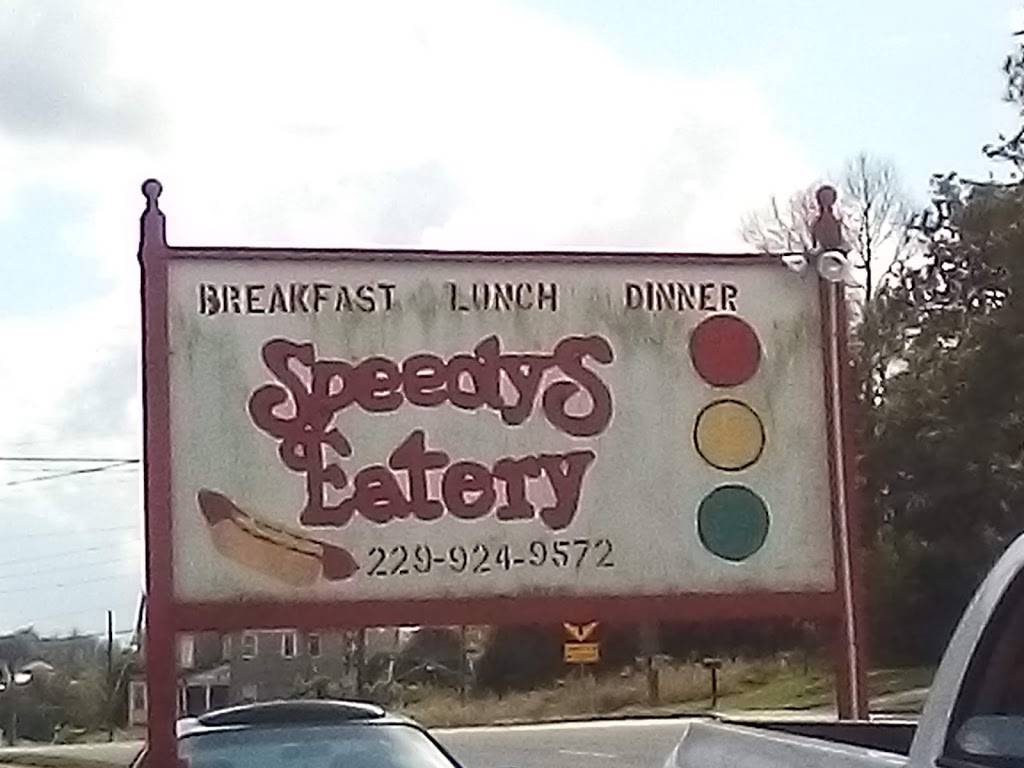 BREAKFAST LUNCH DINNER
SpeedyS
Eatery
229-924-9572